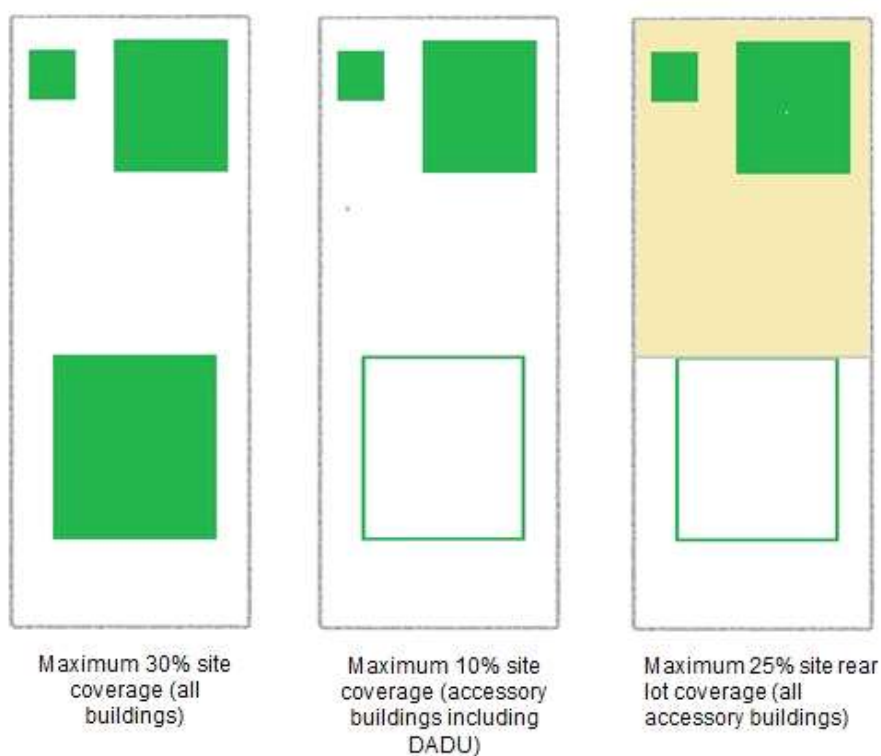 Maximum 30% site
coverage (all
buildings)
Maximum 10% site
coverage (accessory
buildings including
DADU)
Maximum 25% site rear
lot coverage (all
accessory buildings)